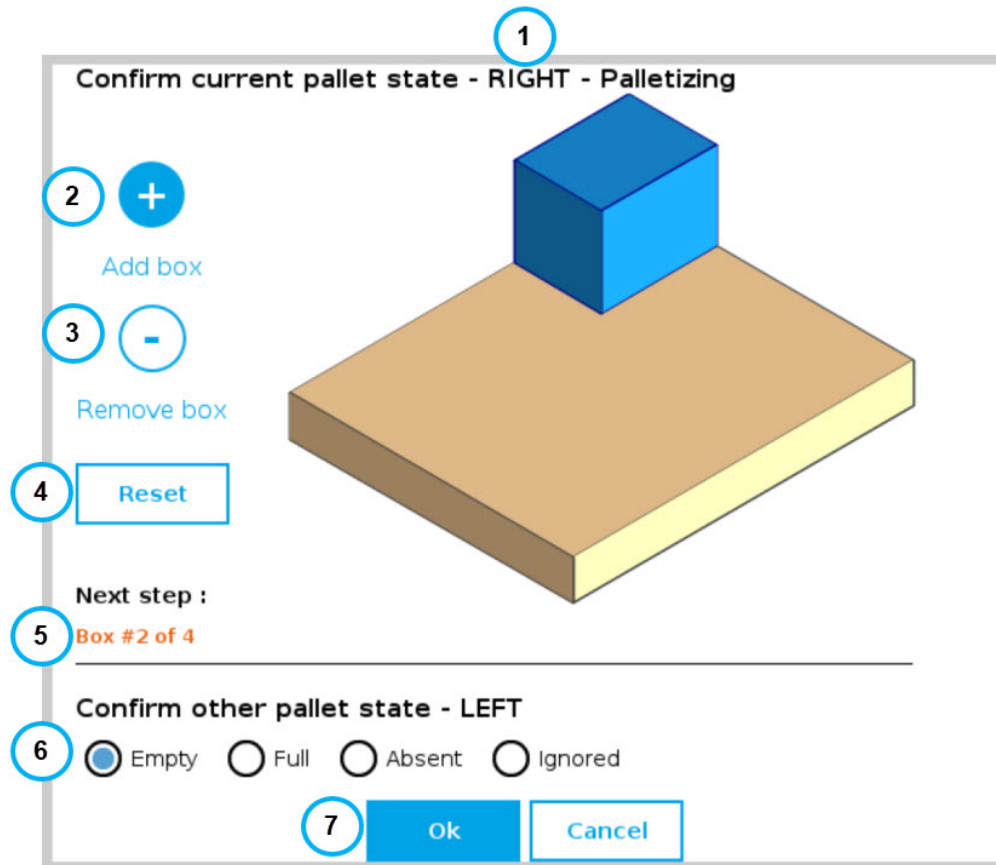 1
Confirm current pallet state - RIGHT - Palletizing
2
+
Add box
3
-
Remove box
4
Reset
Next step :
5
Box #2 of 4
Confirm other pallet state - LEFT
6
Empty Full Absent Ignored
7
Ok Cancel